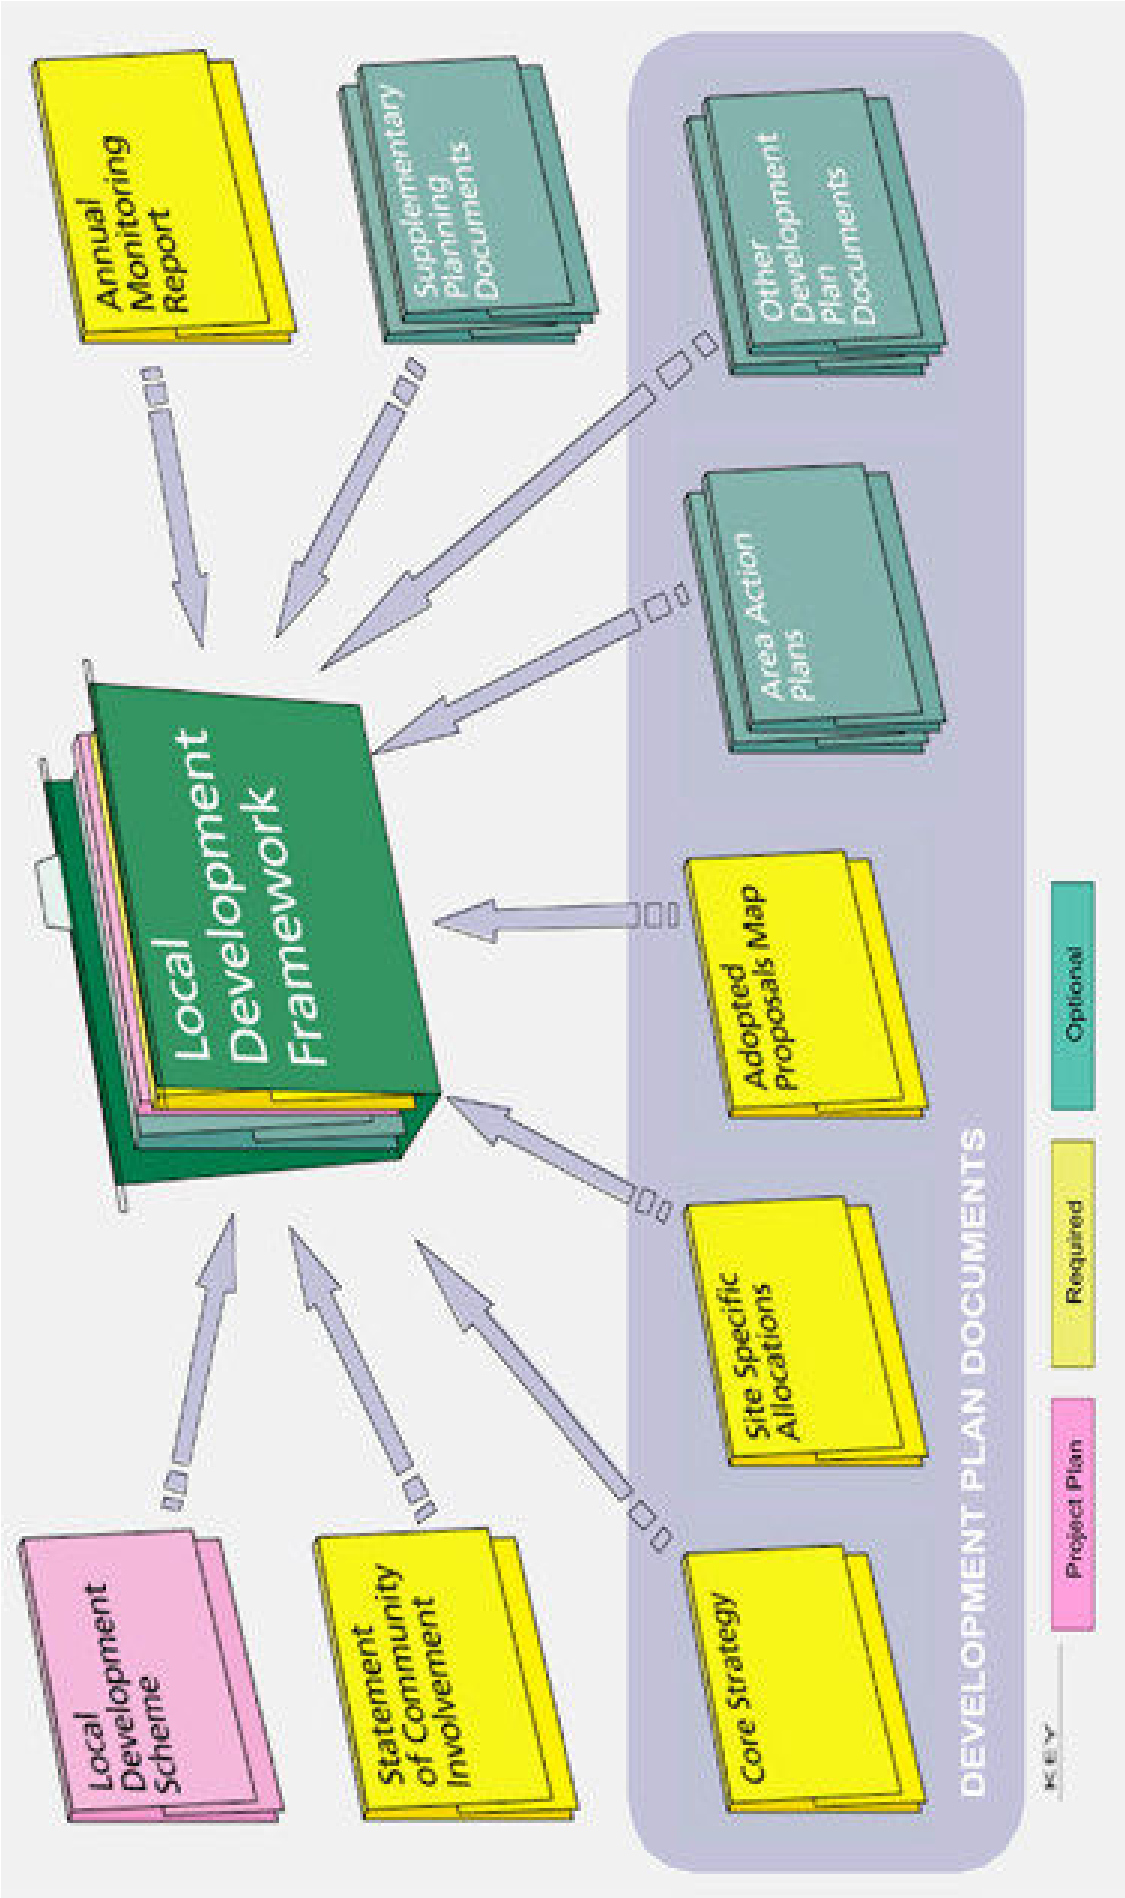 Local
Development
Scheme
Local
Development
Framework
Annual
Monitoring
Report
Statement
of Community
Involvement
Supplementary
Planning
Documents
Core Strategy
Site Specific
Allocations
Adopted
Proposals Map
Area Action
Plans
Other
Development
Plan
Documents
DEVELOPMENT PLAN DOCUMENTS
KEY
Project Plan
Required
Optional